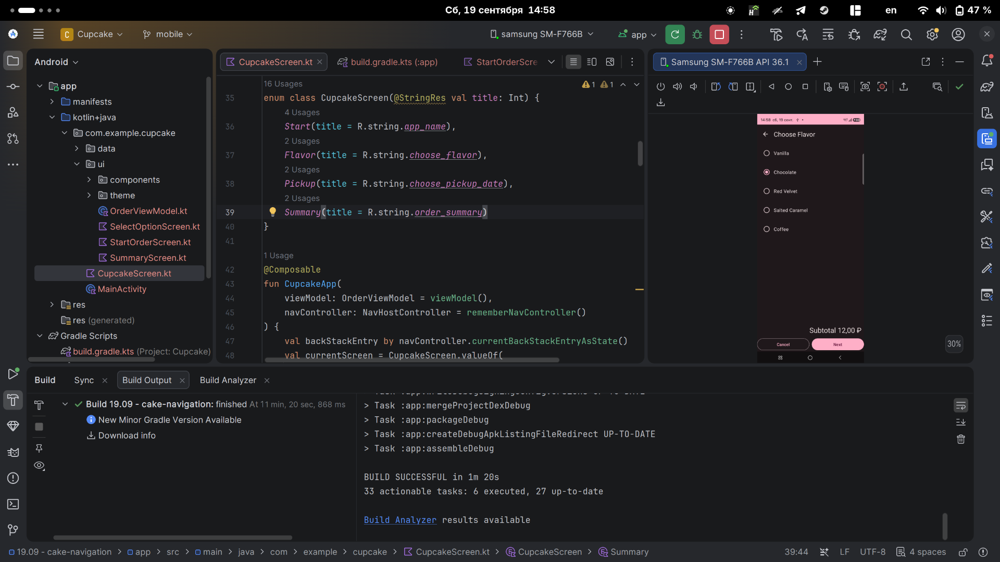 Сб, 19 сентября 14:58
en
47 %
C Cupcake
mobile
samsung SM-F766B
app
Android
app
manifests
kotlin+java
com.example.cupcake
data
ui
components
theme
OrderViewModel.kt
SelectOptionScreen.kt
StartOrderScreen.kt
SummaryScreen.kt
CupcakeScreen.kt
MainActivity
res
res (generated)
Gradle Scripts
build.gradle.kts (Project: Cupcake)
CupcakeScreen.kt
build.gradle.kts (:app)
StartOrderScre
16 Usages
1 1
35 enum class CupcakeScreen(@StringRes val title: Int) {
4 Usages
36 Start(title = R.string.app_name),
2 Usages
37 Flavor(title = R.string.choose_flavor),
2 Usages
38 Pickup(title = R.string.choose_pickup_date),
2 Usages
39 Summary(title = R.string.order_summary)
40 }
41
1 Usage
42 @Composable
43 fun CupcakeApp(
44 viewModel: OrderViewModel = viewModel(),
45 navController: NavHostController = rememberNavController()
46 ) {
47 val backStackEntry by navController.currentBackStackEntryAsState()
48 val currentScreen = CupcakeScreen.valueOf(
Samsung SM-F766B API 36.1
14:58 сб, 19 сент.
Choose Flavor
Vanilla
Chocolate
Red Velvet
Salted Caramel
Coffee
Subtotal 12,00 ₽
Cancel
Next
30%
Build
Sync
Build Output
Build Analyzer
Build 19.09 - cake-navigation: finished At 11 min, 20 sec, 868 ms
New Minor Gradle Version Available
Download info
> Task :app:mergeProjectDexDebug
> Task :app:packageDebug
> Task :app:createDebugApkListingFileRedirect UP-TO-DATE
> Task :app:assembleDebug
BUILD SUCCESSFUL in 1m 20s
33 actionable tasks: 6 executed, 27 up-to-date
Build Analyzer results available
19.09 - cake-navigation > app > src > main > java > com > example > cupcake > CupcakeScreen.kt > CupcakeScreen > Summary
39:44
LF
UTF-8
4 spaces